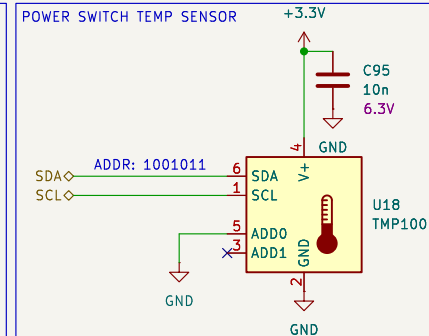 POWER SWITCH TEMP SENSOR
+3.3V
C95
10n
6.3V
GND
4
V+
ADDR: 1001011
SDA
6
SDA
SCL
1
SCL
U18
TMP100
5
ADD0
3
ADD1
GND
2
GND
GND